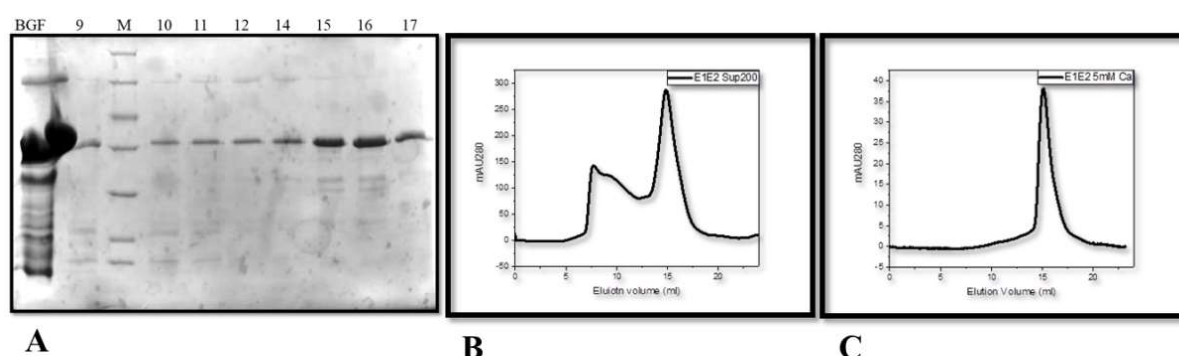 BGF 9 M 10 11 12 14 15 16 17
A
E1E2 Sup200
mAU280
300
250
200
150
100
50
0
-50
0 5 10 15 20
Eluiotn volume (ml)
B
E1E2 5mM Ca
mAU280
40
35
30
25
20
15
10
5
0
-5
0 5 10 15 20
Elution Volume (ml)
C